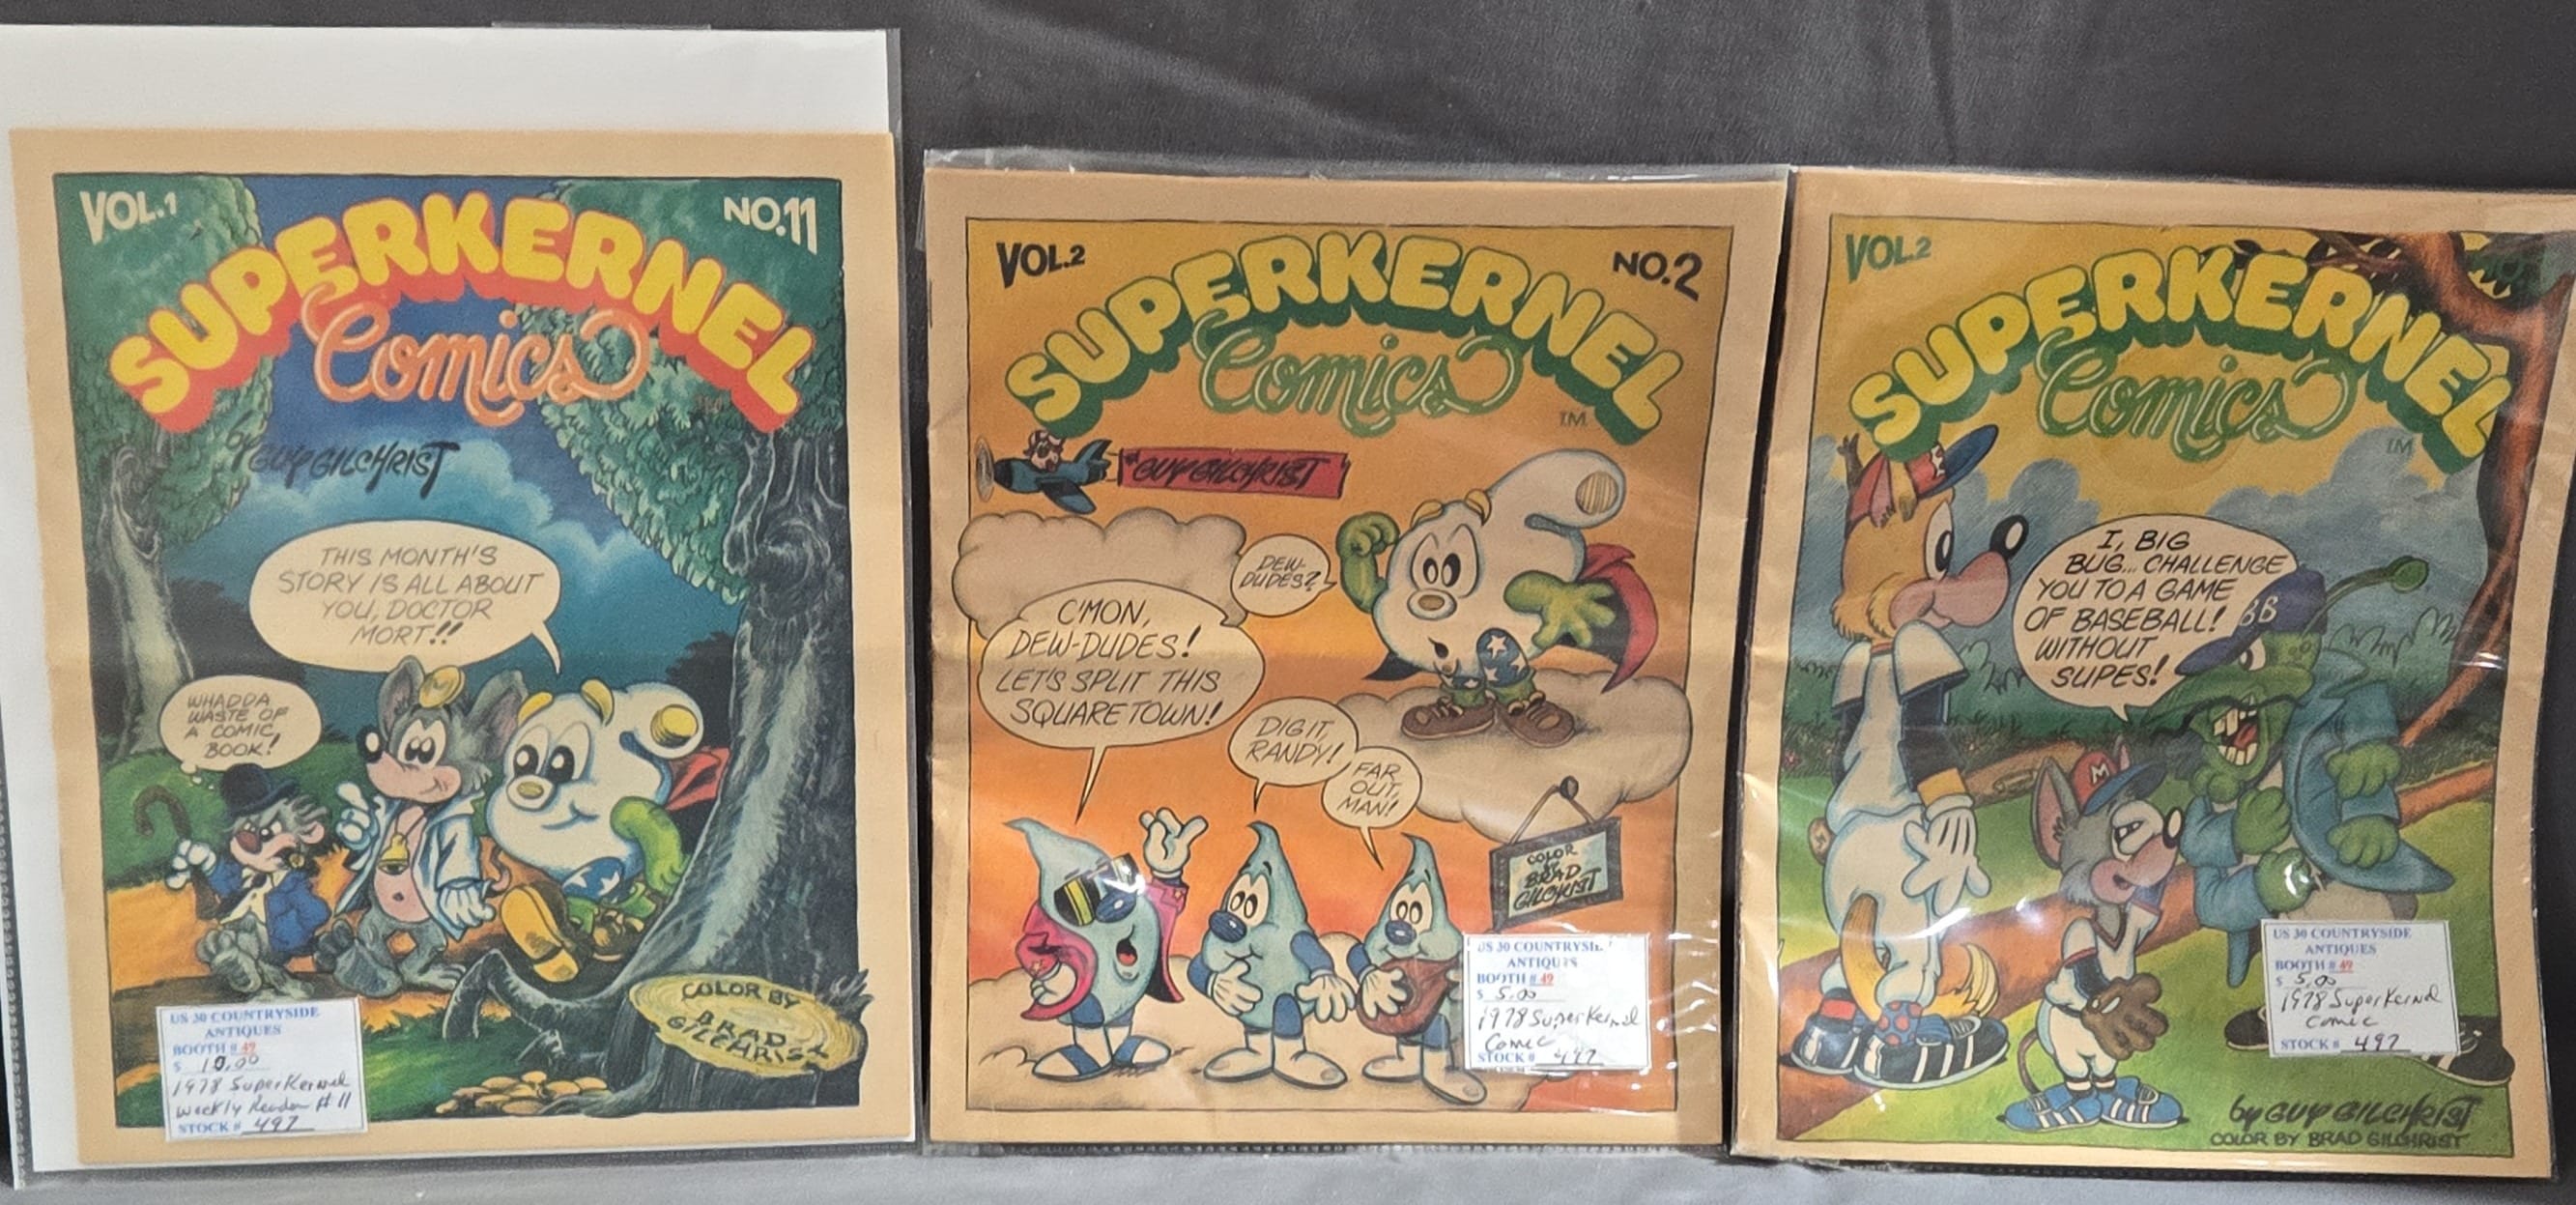 VOL.1
NO.11
SUPERKERNEL
Comics
TM
by GUY GILCHRIST
THIS MONTH'S
STORY IS ALL ABOUT
YOU, DOCTOR
MORT!!
WHADDA
WASTE OF
A COMIC
BOOK!
COLOR BY
BRAD
GILCHRIST
US 30 COUNTRYSIDE
ANTIQUES
BOOTH # 49
$ 10.00
1978 SuperKernel
Weekly Reader #11
STOCK # 497
VOL.2
NO.2
SUPERKERNEL
Comics
TM
GUY GILCHRIST
DEW-
DUDES?
C'MON,
DEW-DUDES!
LET'S SPLIT THIS
SQUARE TOWN!
DIG IT,
RANDY!
FAR
OUT,
MAN!
COLOR
BY
BRAD
GILCHRIST
US 30 COUNTRYSIDE
ANTIQUES
BOOTH # 49
$ 5.00
1978 SuperKernel
Comic
STOCK # 497
VOL.2
SUPERKERNEL
Comics
TM
I, BIG
BUG... CHALLENGE
YOU TO A GAME
OF BASEBALL!
WITHOUT
SUPES!
BB
M
US 30 COUNTRYSIDE
ANTIQUES
BOOTH # 49
$ 5.00
1978 SuperKernel
Comic
STOCK # 497
by GUY GILCHRIST
COLOR BY BRAD GILCHRIST